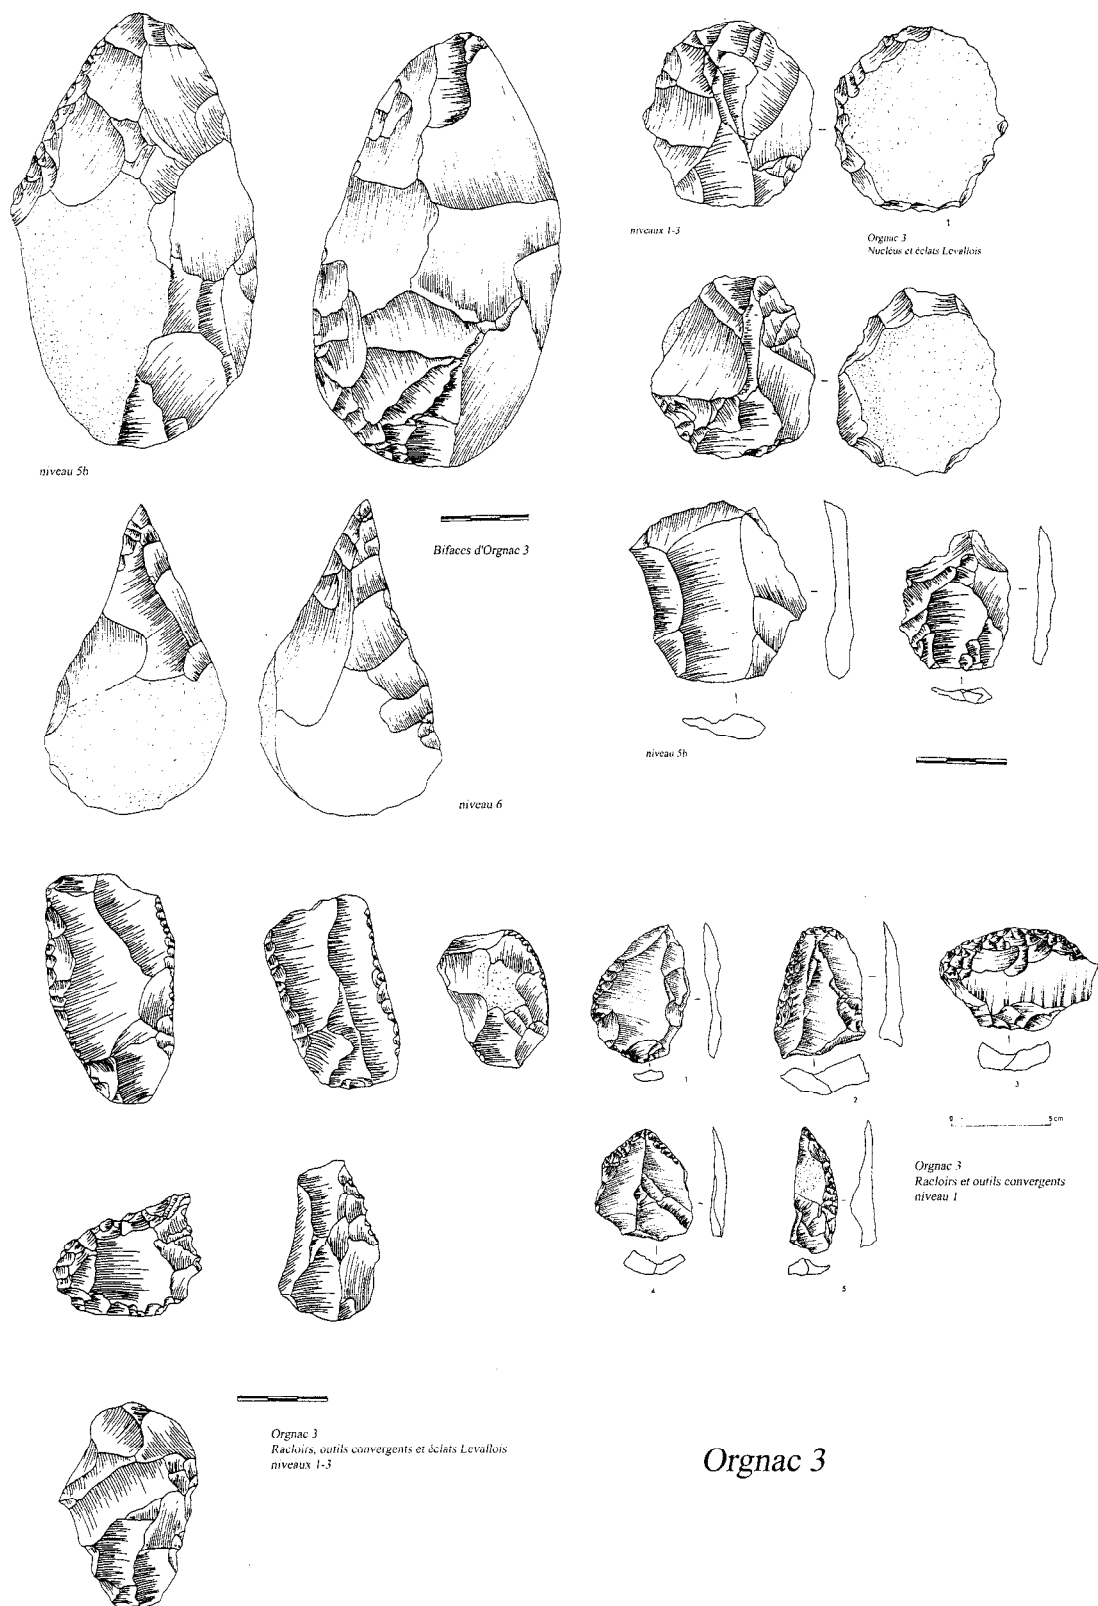 niveau 5b
Bifaces d'Orgnac 3
niveau 6
niveaux 1-3
1
Orgnac 3
Nucléus et éclats Levallois
niveau 5b
1
2
3
0 5 cm
4
5
Orgnac 3
Racloirs et outils convergents
niveau 1
Orgnac 3
Racloirs, outils convergents et éclats Levallois
niveaux 1-3
Orgnac 3